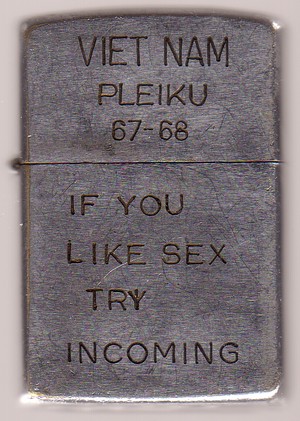 VIET NAM
PLEIKU
67-68
IF YOU
LIKE SEX
TRY
INCOMING